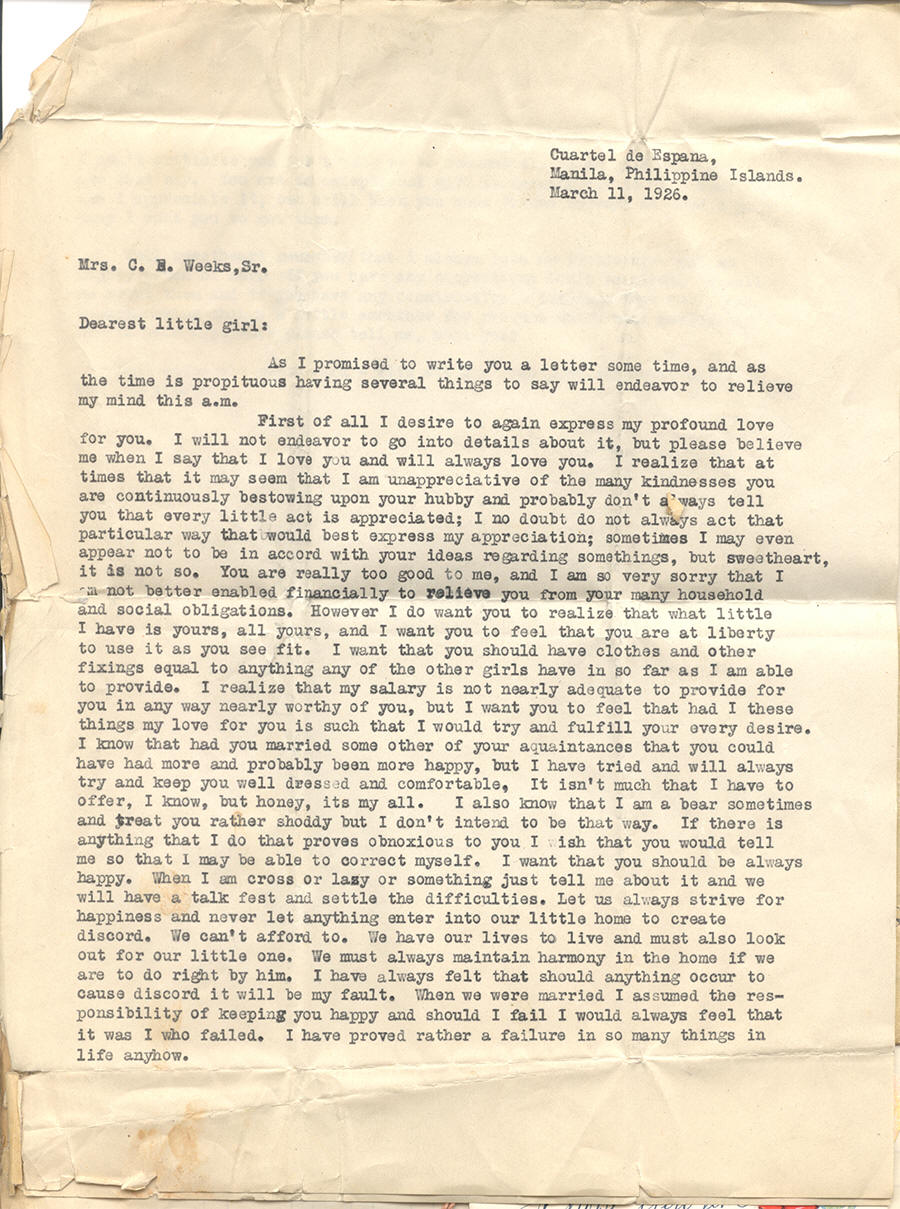 Cuartel de Espana,
Manila, Philippine Islands.
March 11, 1926.
Mrs. C. E. Weeks,Sr.
Dearest little girl:
As I promised to write you a letter some time, and as
the time is propituous having several things to say will endeavor to relieve
my mind this a.m.
First of all I desire to again express my profound love
for you. I will not endeavor to go into details about it, but please believe
me when I say that I love you and will always love you. I realize that at
times that it may seem that I am unappreciative of the many kindnesses you
are continuously bestowing upon your hubby and probably don't always tell
you that every little act is appreciated; I no doubt do not always act that
particular way that would best express my appreciation; sometimes I may even
appear not to be in accord with your ideas regarding somethings, but sweetheart,
it is not so. You are really too good to me, and I am so very sorry that I
am not better enabled financially to relieve you from your many household
and social obligations. However I do want you to realize that what little
I have is yours, all yours, and I want you to feel that you are at liberty
to use it as you see fit. I want that you should have clothes and other
fixings equal to anything any of the other girls have in so far as I am able
to provide. I realize that my salary is not nearly adequate to provide for
you in any way nearly worthy of you, but I want you to feel that had I these
things my love for you is such that I would try and fulfill your every desire.
I know that had you married some other of your aquaintances that you could
have had more and probably been more happy, but I have tried and will always
try and keep you well dressed and comfortable, It isn't much that I have to
offer, I know, but honey, its my all. I also know that I am a bear sometimes
and treat you rather shoddy but I don't intend to be that way. If there is
anything that I do that proves obnoxious to you I wish that you would tell
me so that I may be able to correct myself. I want that you should be always
happy. When I am cross or lazy or something just tell me about it and we
will have a talk fest and settle the difficulties. Let us always strive for
happiness and never let anything enter into our little home to create
discord. We can't afford to. We have our lives to live and must also look
out for our little one. We must always maintain harmony in the home if we
are to do right by him. I have always felt that should anything occur to
cause discord it will be my fault. When we were married I assumed the res-
ponsibility of keeping you happy and should I fail I would always feel that
it was I who failed. I have proved rather a failure in so many things in
life anyhow.